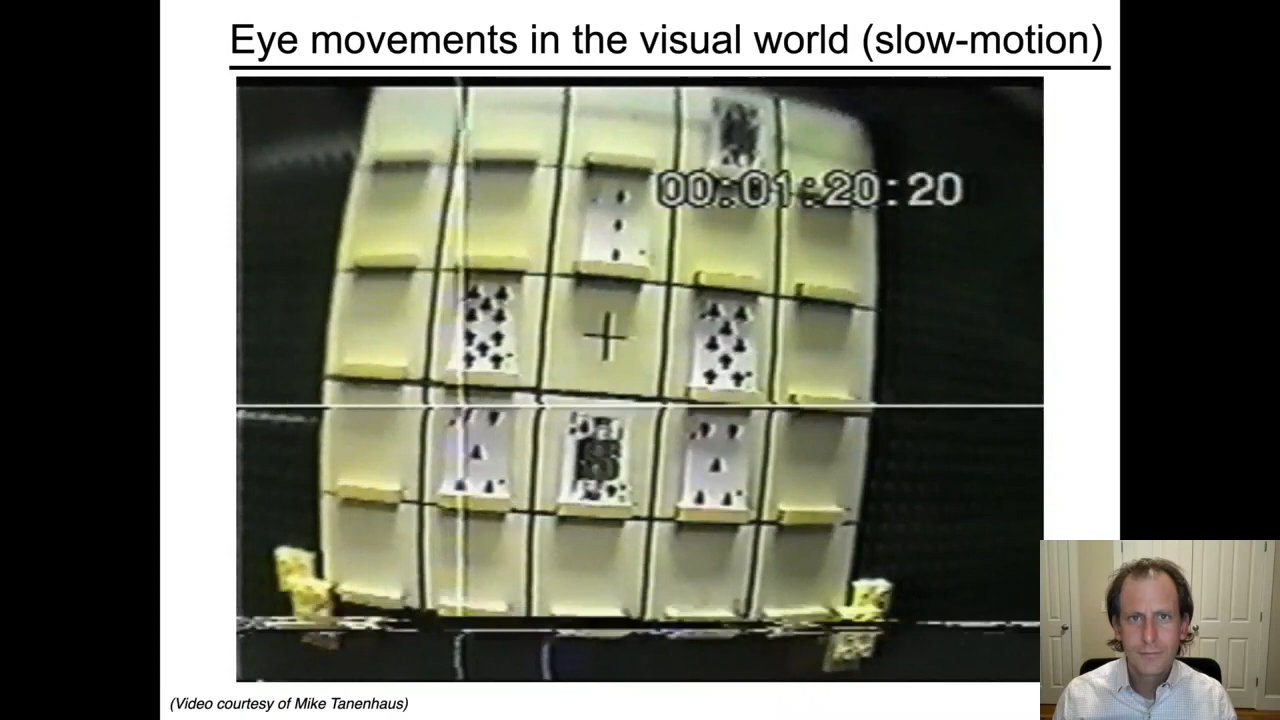 Eye movements in the visual world (slow-motion)
00:01:20:20
(Video courtesy of Mike Tanenhaus)